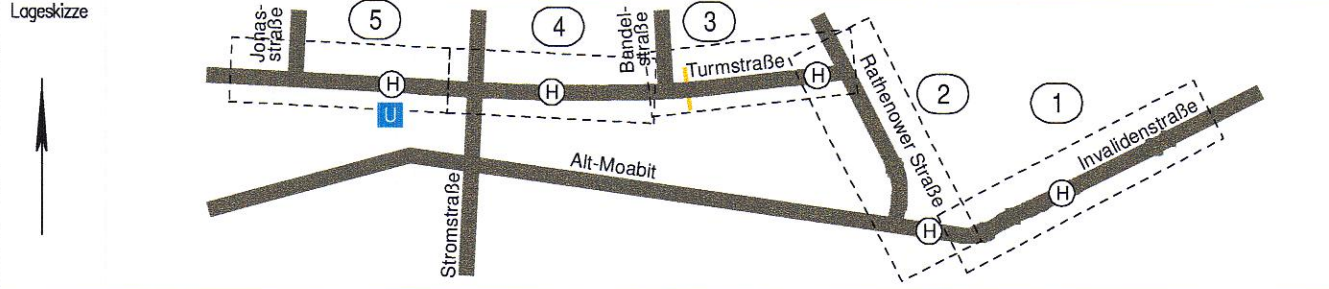 Lageskizze
Jonas-
straße
5
4
Bandel-
straße
3
H
U
H
Turmstraße
H
Rathenower Straße
2
1
Invalidenstraße
H
H
Alt-Moabit
Stromstraße